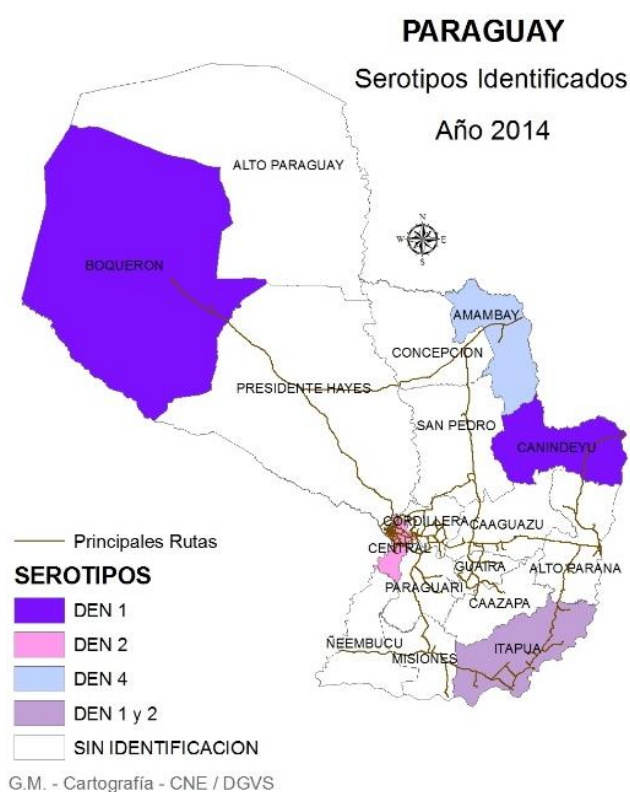 PARAGUAY
Serotipos Identificados
Año 2014
ALTO PARAGUAY
N
W E
S
BOQUERON
AMAMBAY
CONCEPCION
PRESIDENTE HAYES
SAN PEDRO
CANINDEYU
CORDILLERA
CAAGUAZU
CENTRAL
GUAIRA
ALTO PARANA
PARAGUARI
CAAZAPA
ÑEEMBUCU
MISIONES
ITAPUA
Principales Rutas
SEROTIPOS
DEN 1
DEN 2
DEN 4
DEN 1 y 2
SIN IDENTIFICACION
G.M. - Cartografía - CNE / DGVS